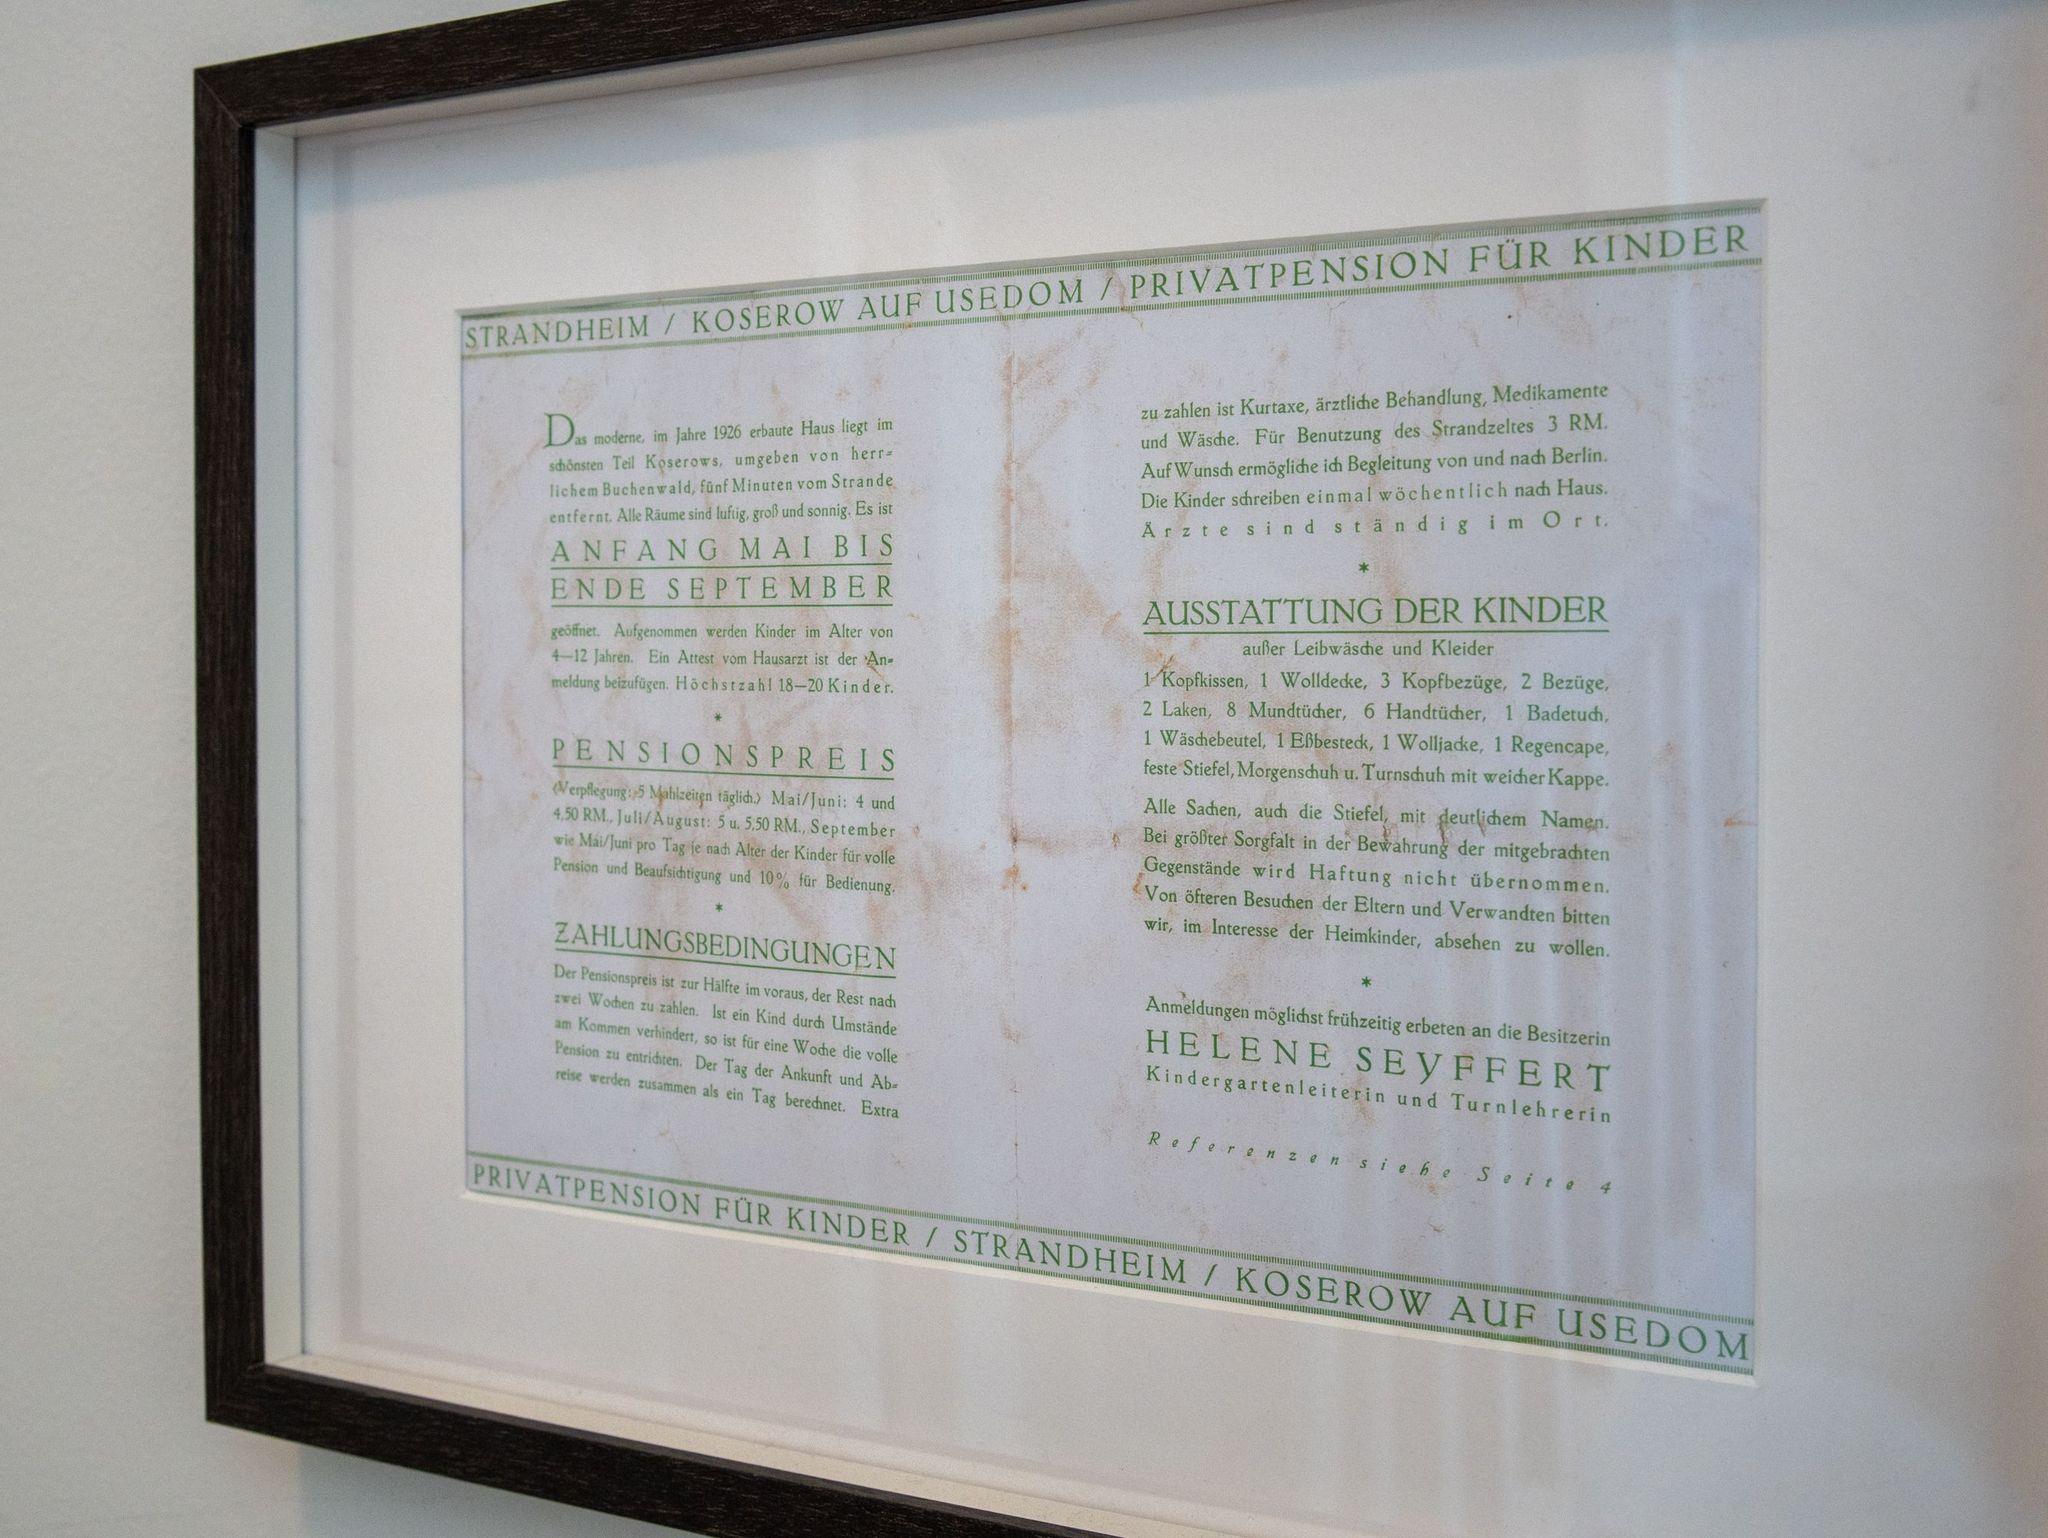 STRANDHEIM / KOSEROW AUF USEDOM / PRIVATPENSION FÜR KINDER
Das moderne, im Jahre 1926 erbaute Haus liegt im
schönsten Teil Koserows, umgeben von herr-
lichem Buchenwald, fünf Minuten vom Strande
entfernt. Alle Räume sind luftig, groß und sonnig. Es ist
ANFANG MAI BIS
ENDE SEPTEMBER
geöffnet. Aufgenommen werden Kinder im Alter von
4—12 Jahren. Ein Attest vom Hausarzt ist der An-
meldung beizufügen. Höchstzahl 18—20 Kinder.
*
PENSIONSPREIS
(Verpflegung: 5 Mahlzeiten täglich.) Mai/Juni: 4 und
4,50 RM., Juli/August: 5 u. 5,50 RM., September
wie Mai/Juni pro Tag je nach Alter der Kinder für volle
Pension und Beaufsichtigung und 10% für Bedienung.
*
ZAHLUNGSBEDINGUNGEN
Der Pensionspreis ist zur Hälfte im voraus, der Rest nach
zwei Wochen zu zahlen. Ist ein Kind durch Umstände
am Kommen verhindert, so ist für eine Woche die volle
Pension zu entrichten. Der Tag der Ankunft und Ab-
reise werden zusammen als ein Tag berechnet. Extra
zu zahlen ist Kurtaxe, ärztliche Behandlung, Medikamente
und Wäsche. Für Benutzung des Strandzeltes 3 RM.
Auf Wunsch ermögliche ich Begleitung von und nach Berlin.
Die Kinder schreiben einmal wöchentlich nach Haus.
Ärzte sind ständig im Ort.
*
AUSSTATTUNG DER KINDER
außer Leibwäsche und Kleider
1 Kopfkissen, 1 Wolldecke, 3 Kopfbezüge, 2 Bezüge,
2 Laken, 8 Mundtücher, 6 Handtücher, 1 Badetuch,
1 Wäschebeutel, 1 Eßbesteck, 1 Wolljacke, 1 Regencape,
feste Stiefel, Morgenschuh u. Turnschuh mit weicher Kappe.
Alle Sachen, auch die Stiefel, mit deutlichem Namen.
Bei größter Sorgfalt in der Bewahrung der mitgebrachten
Gegenstände wird Haftung nicht übernommen.
Von öfteren Besuchen der Eltern und Verwandten bitten
wir, im Interesse der Heimkinder, absehen zu wollen.
*
Anmeldungen möglichst frühzeitig erbeten an die Besitzerin
HELENE SEYFFERT
Kindergartenleiterin und Turnlehrerin
Referenzen siehe Seite 4
PRIVATPENSION FÜR KINDER / STRANDHEIM / KOSEROW AUF USEDOM